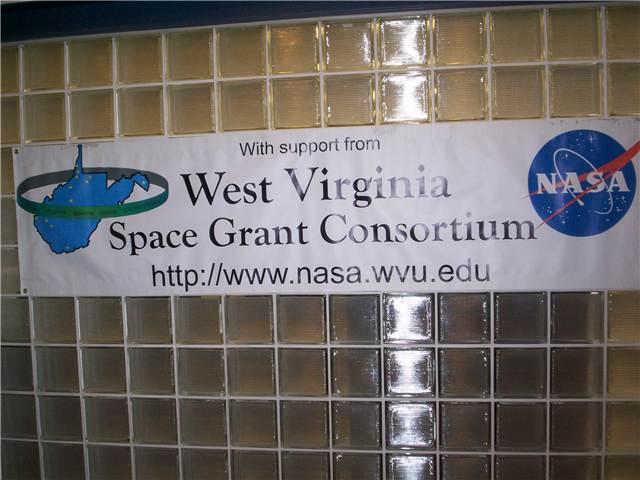 With support from
West Virginia
Space Grant Consortium
http://www.nasa.wvu.edu
NASA